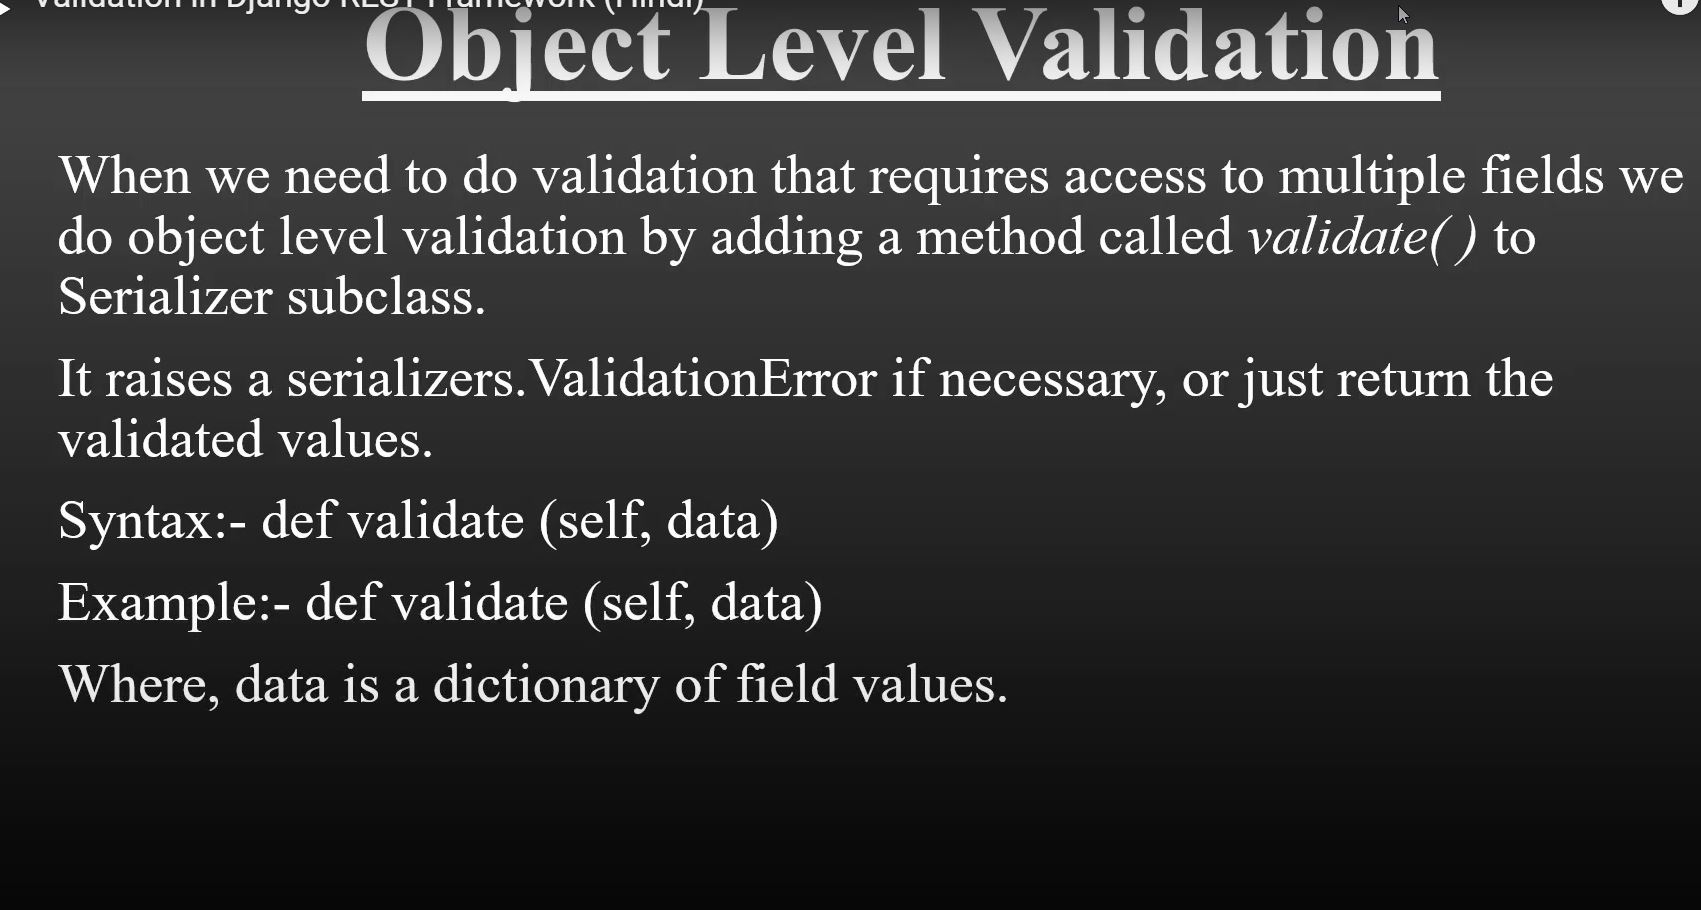 Validation in Django REST Framework (Hindi)
Object Level Validation
When we need to do validation that requires access to multiple fields we
do object level validation by adding a method called validate( ) to
Serializer subclass.
It raises a serializers.ValidationError if necessary, or just return the
validated values.
Syntax:- def validate (self, data)
Example:- def validate (self, data)
Where, data is a dictionary of field values.